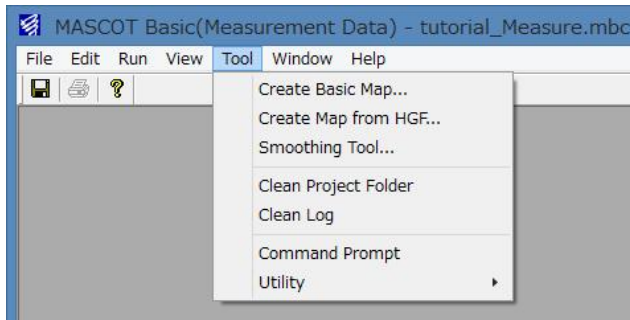 MASCOT Basic(Measurement Data) - tutorial_Measure.mbc
File Edit Run View Tool Window Help
Create Basic Map...
Create Map from HGF...
Smoothing Tool...
Clean Project Folder
Clean Log
Command Prompt
Utility